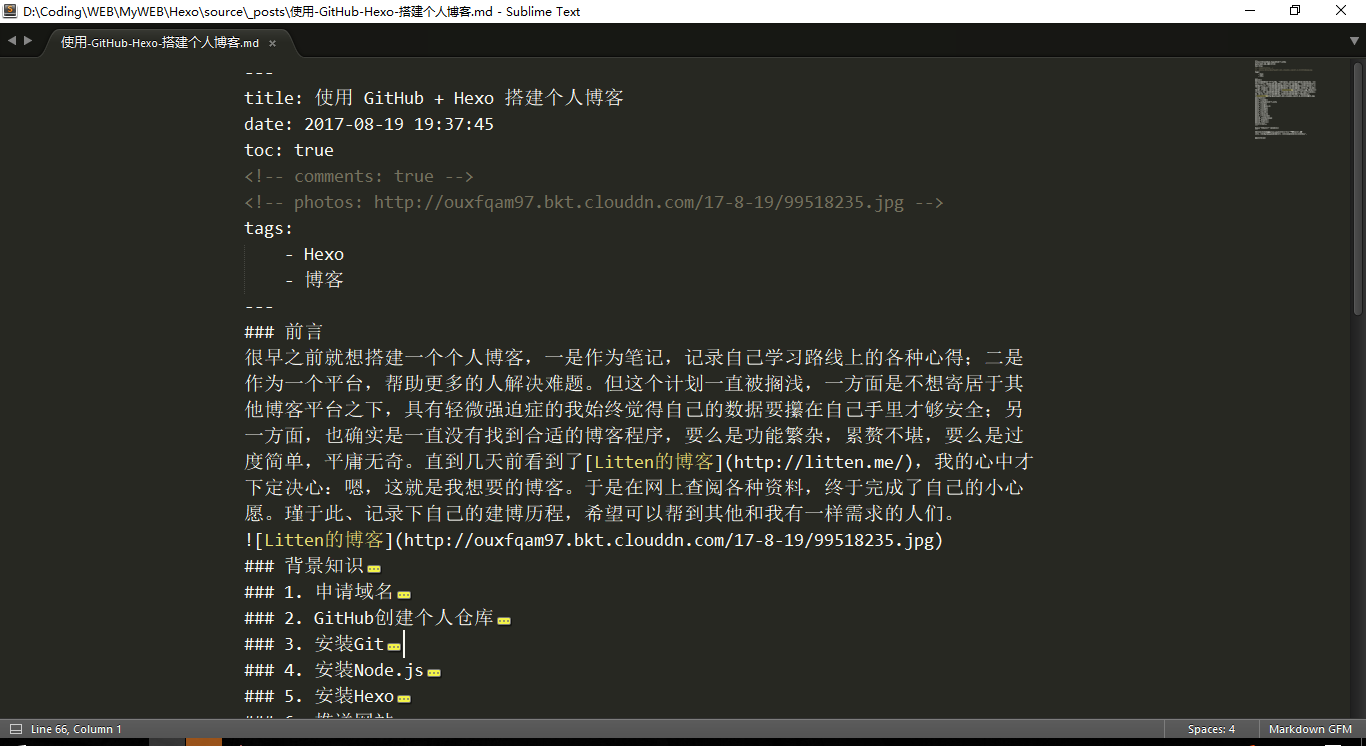 D:\Coding\WEB\MyWEB\Hexo\source\_posts\使用-GitHub-Hexo-搭建个人博客.md - Sublime Text
使用-GitHub-Hexo-搭建个人博客.md ×
---
title: 使用 GitHub + Hexo 搭建个人博客
date: 2017-08-19 19:37:45
toc: true
<!-- comments: true -->
<!-- photos: http://ouxfqam97.bkt.clouddn.com/17-8-19/99518235.jpg -->
tags:
    - Hexo
    - 博客
---
### 前言
很早之前就想搭建一个个人博客，一是作为笔记，记录自己学习路线上的各种心得；二是
作为一个平台，帮助更多的人解决难题。但这个计划一直被搁浅，一方面是不想寄居于其
他博客平台之下，具有轻微强迫症的我始终觉得自己的数据要攥在自己手里才够安全；另
一方面，也确实是一直没有找到合适的博客程序，要么是功能繁杂，累赘不堪，要么是过
度简单，平庸无奇。直到几天前看到了[Litten的博客](http://litten.me/)，我的心中才
下定决心：嗯，这就是我想要的博客。于是在网上查阅各种资料，终于完成了自己的小心
愿。瑾于此、记录下自己的建博历程，希望可以帮到其他和我有一样需求的人们。
![Litten的博客](http://ouxfqam97.bkt.clouddn.com/17-8-19/99518235.jpg)
### 背景知识
### 1. 申请域名
### 2. GitHub创建个人仓库
### 3. 安装Git
### 4. 安装Node.js
### 5. 安装Hexo
### 6. 推送网站
Line 66, Column 1
Spaces: 4
Markdown GFM